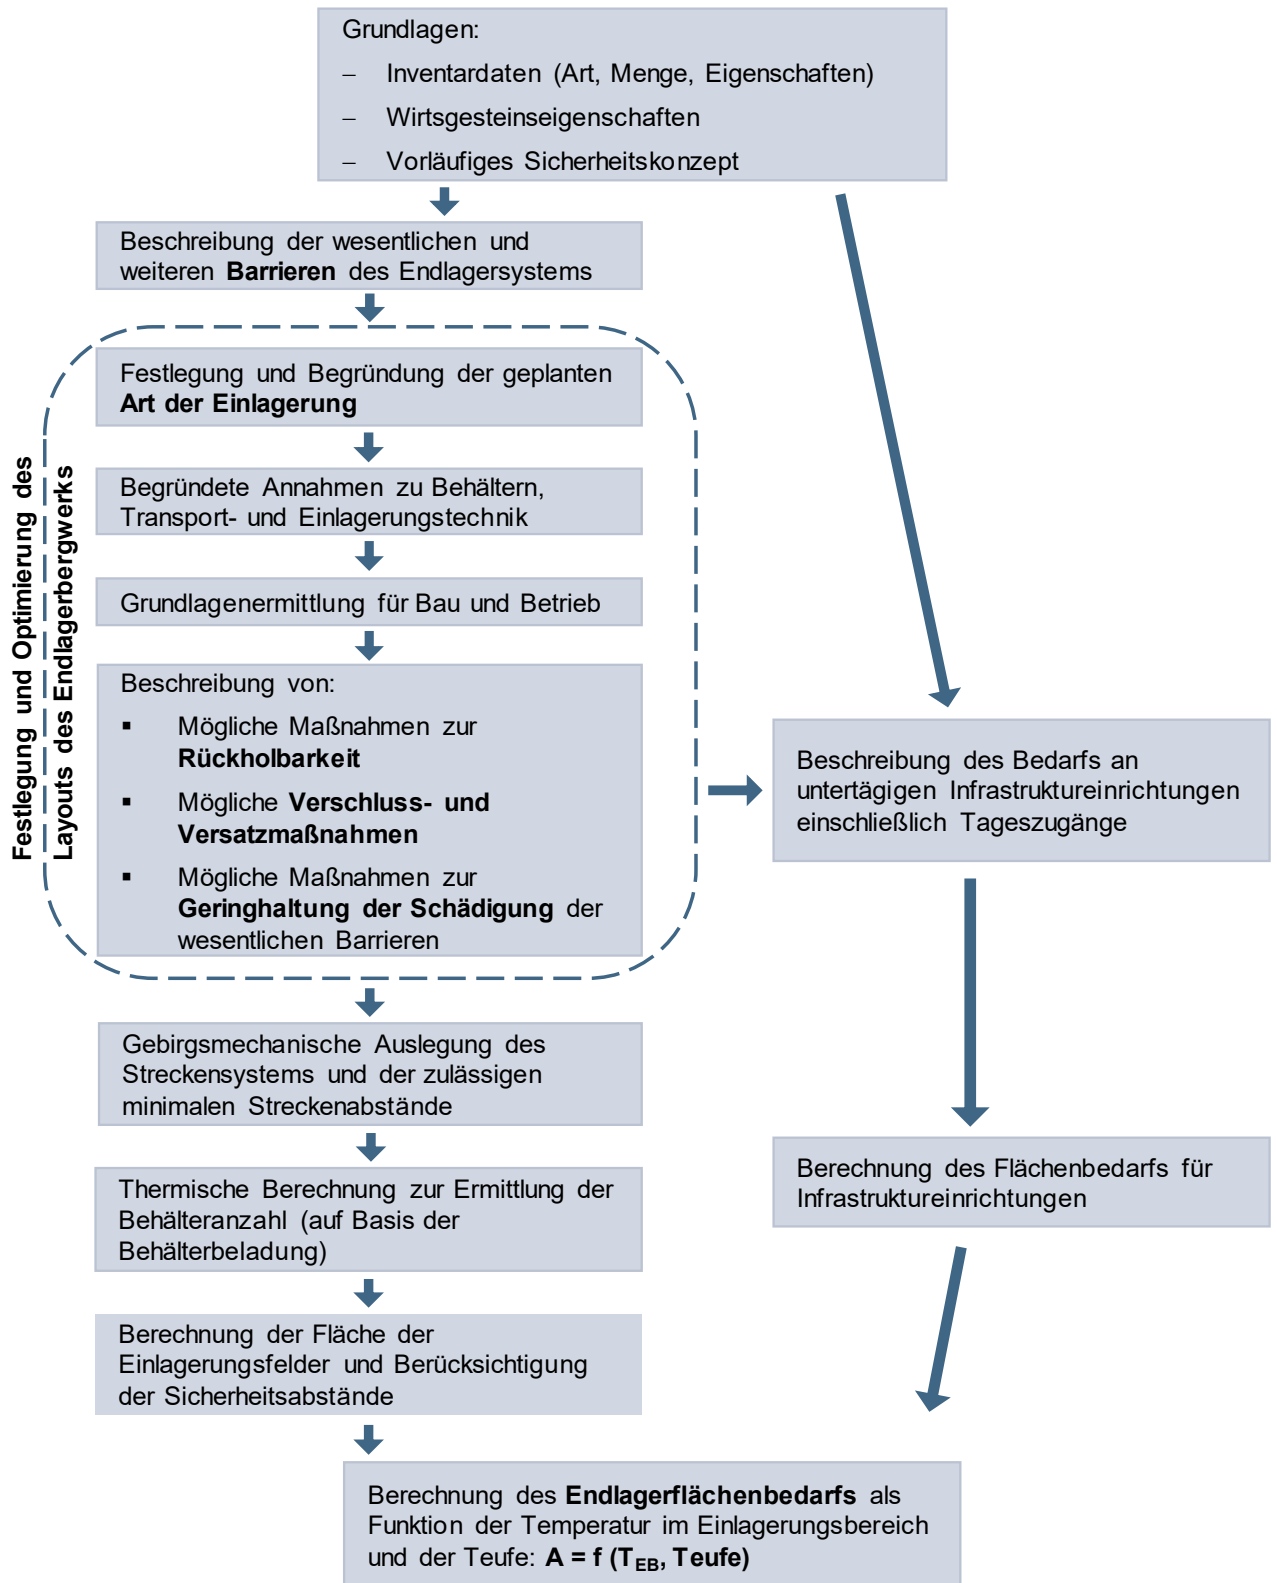 Grundlagen:
– Inventardaten (Art, Menge, Eigenschaften)
– Wirtsgesteinseigenschaften
– Vorläufiges Sicherheitskonzept
Beschreibung der wesentlichen und
weiteren Barrieren des Endlagersystems
Festlegung und Optimierung des
Layouts des Endlagerbergwerks
Festlegung und Begründung der geplanten
Art der Einlagerung
Begründete Annahmen zu Behältern,
Transport- und Einlagerungstechnik
Grundlagenermittlung für Bau und Betrieb
Beschreibung von:
▪ Mögliche Maßnahmen zur
Rückholbarkeit
▪ Mögliche Verschluss- und
Versatzmaßnahmen
▪ Mögliche Maßnahmen zur
Geringhaltung der Schädigung der
wesentlichen Barrieren
Beschreibung des Bedarfs an
untertägigen Infrastruktureinrichtungen
einschließlich Tageszugänge
Gebirgsmechanische Auslegung des
Streckensystems und der zulässigen
minimalen Streckenabstände
Thermische Berechnung zur Ermittlung der
Behälteranzahl (auf Basis der
Behälterbeladung)
Berechnung des Flächenbedarfs für
Infrastruktureinrichtungen
Berechnung der Fläche der
Einlagerungsfelder und Berücksichtigung
der Sicherheitsabstände
Berechnung des Endlagerflächenbedarfs als
Funktion der Temperatur im Einlagerungsbereich
und der Teufe: A = f (T_EB, Teufe)